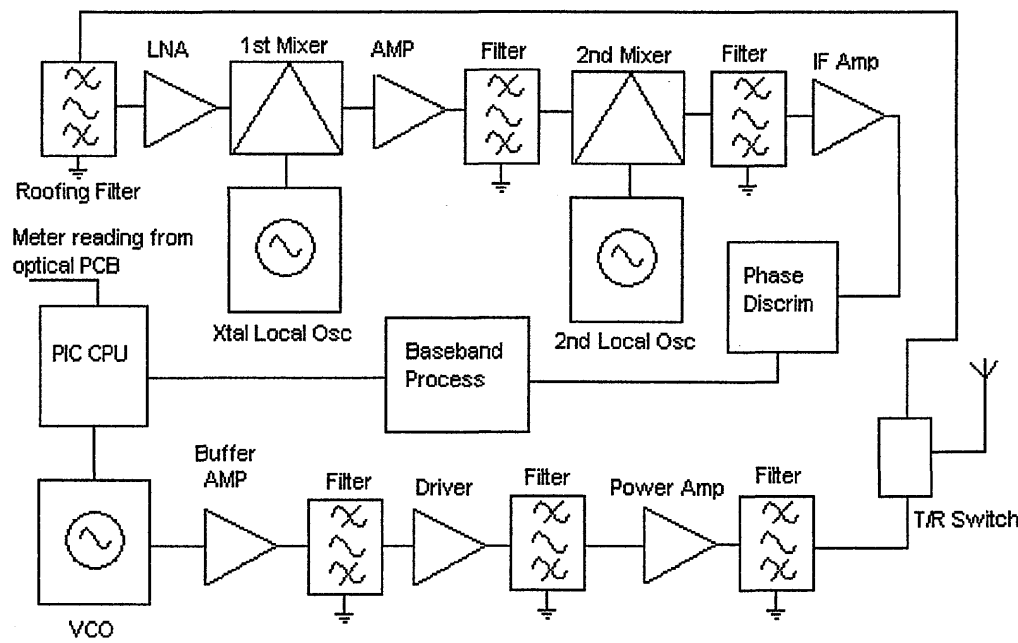 LNA
1st Mixer
AMP
Filter
2nd Mixer
Filter
IF Amp
Roofing Filter
Meter reading from
optical PCB
Xtal Local Osc
2nd Local Osc
Phase
Discrim
PIC CPU
Baseband
Process
Buffer
AMP
Filter
Driver
Filter
Power Amp
Filter
T/R Switch
VCO